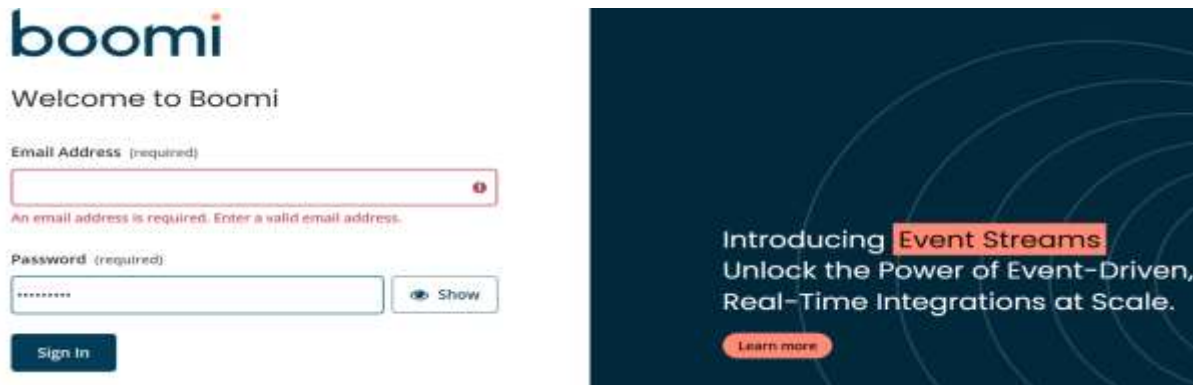 boomi
Welcome to Boomi
Email Address (required)
An email address is required. Enter a valid email address.
Password (required)
Show
Sign In
Introducing Event Streams
Unlock the Power of Event-Driven,
Real-Time Integrations at Scale.
Learn more